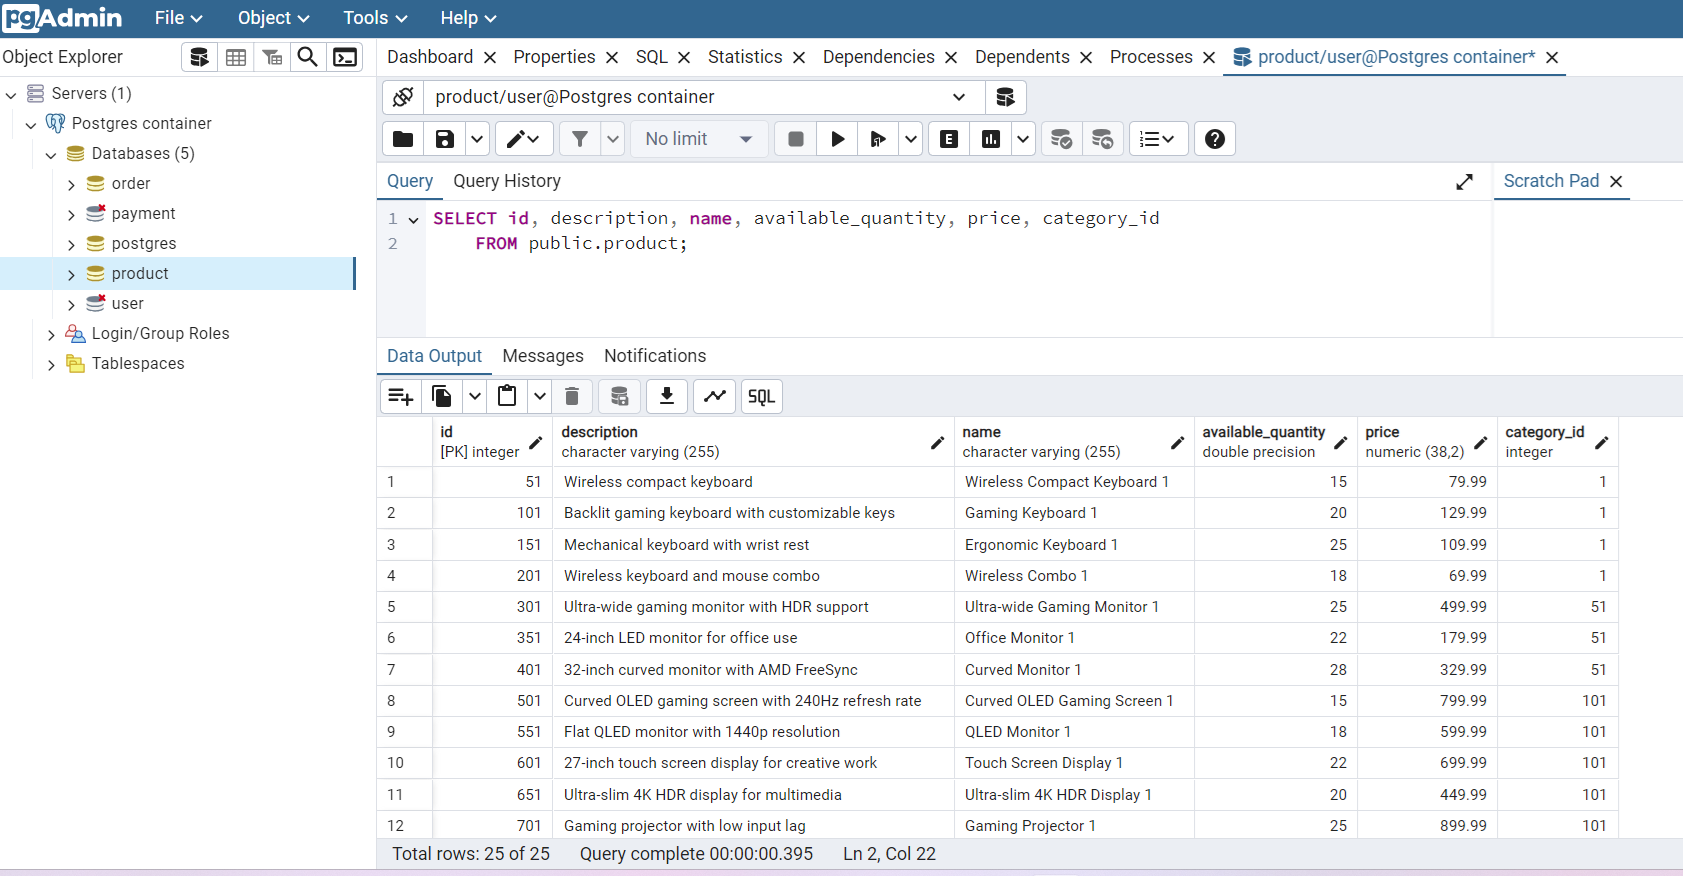 pgAdmin File Object Tools Help
Object Explorer
Dashboard Properties SQL Statistics Dependencies Dependents Processes product/user@Postgres container*
Servers (1)
Postgres container
Databases (5)
order
payment
postgres
product
user
Login/Group Roles
Tablespaces
product/user@Postgres container
No limit E
Query Query History
Scratch Pad
1 SELECT id, description, name, available_quantity, price, category_id
2 FROM public.product;
Data Output Messages Notifications
SQL
id description name available_quantity price category_id
[PK] integer character varying (255) character varying (255) double precision numeric (38,2) integer
1 51 Wireless compact keyboard Wireless Compact Keyboard 1 15 79.99 1
2 101 Backlit gaming keyboard with customizable keys Gaming Keyboard 1 20 129.99 1
3 151 Mechanical keyboard with wrist rest Ergonomic Keyboard 1 25 109.99 1
4 201 Wireless keyboard and mouse combo Wireless Combo 1 18 69.99 1
5 301 Ultra-wide gaming monitor with HDR support Ultra-wide Gaming Monitor 1 25 499.99 51
6 351 24-inch LED monitor for office use Office Monitor 1 22 179.99 51
7 401 32-inch curved monitor with AMD FreeSync Curved Monitor 1 28 329.99 51
8 501 Curved OLED gaming screen with 240Hz refresh rate Curved OLED Gaming Screen 1 15 799.99 101
9 551 Flat QLED monitor with 1440p resolution QLED Monitor 1 18 599.99 101
10 601 27-inch touch screen display for creative work Touch Screen Display 1 22 699.99 101
11 651 Ultra-slim 4K HDR display for multimedia Ultra-slim 4K HDR Display 1 20 449.99 101
12 701 Gaming projector with low input lag Gaming Projector 1 25 899.99 101
Total rows: 25 of 25 Query complete 00:00:00.395 Ln 2, Col 22